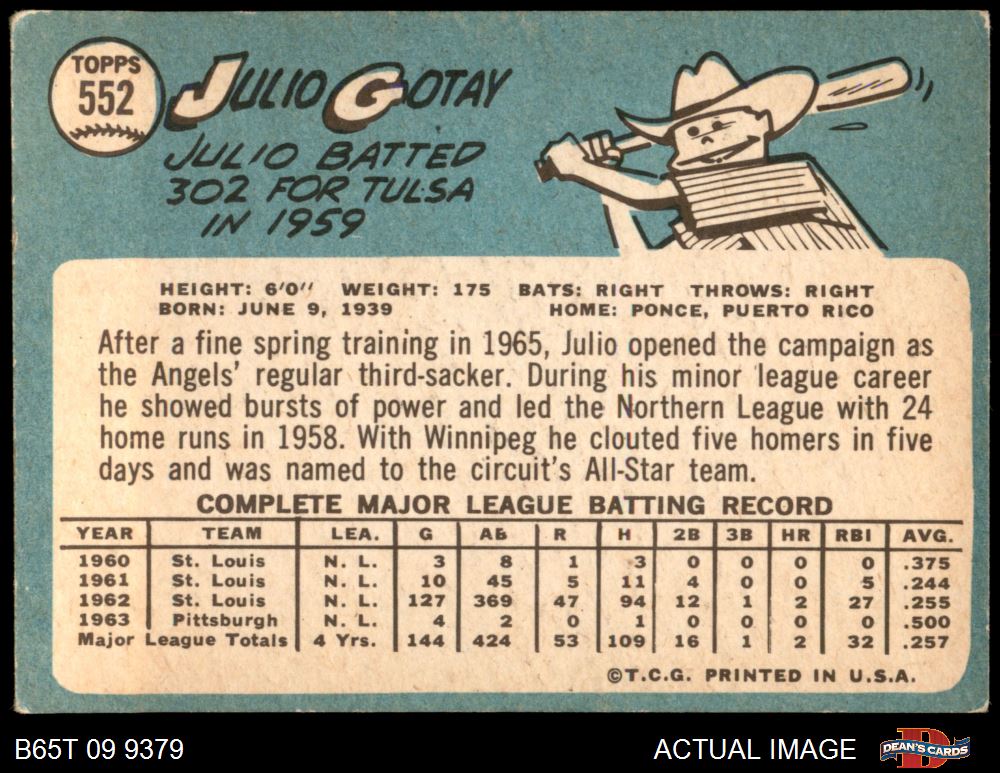 TOPPS
552
JULIO GOTAY
JULIO BATTED
302 FOR TULSA
IN 1959
HEIGHT: 6'0" WEIGHT: 175 BATS: RIGHT THROWS: RIGHT
BORN: JUNE 9, 1939 HOME: PONCE, PUERTO RICO
After a fine spring training in 1965, Julio opened the campaign as
the Angels' regular third-sacker. During his minor league career
he showed bursts of power and led the Northern League with 24
home runs in 1958. With Winnipeg he clouted five homers in five
days and was named to the circuit's All-Star team.
COMPLETE MAJOR LEAGUE BATTING RECORD
YEAR TEAM LEA. G AB R H 2B 3B HR RBI AVG.
1960 St. Louis N. L. 3 8 1 3 0 0 0 0 .375
1961 St. Louis N. L. 10 45 5 11 4 0 0 5 .244
1962 St. Louis N. L. 127 369 47 94 12 1 2 27 .255
1963 Pittsburgh N. L. 4 2 0 1 0 0 0 0 .500
Major League Totals 4 Yrs. 144 424 53 109 16 1 2 32 .257
©T.C.G. PRINTED IN U.S.A.
B65T 09 9379 ACTUAL IMAGE DEAN'S CARDS